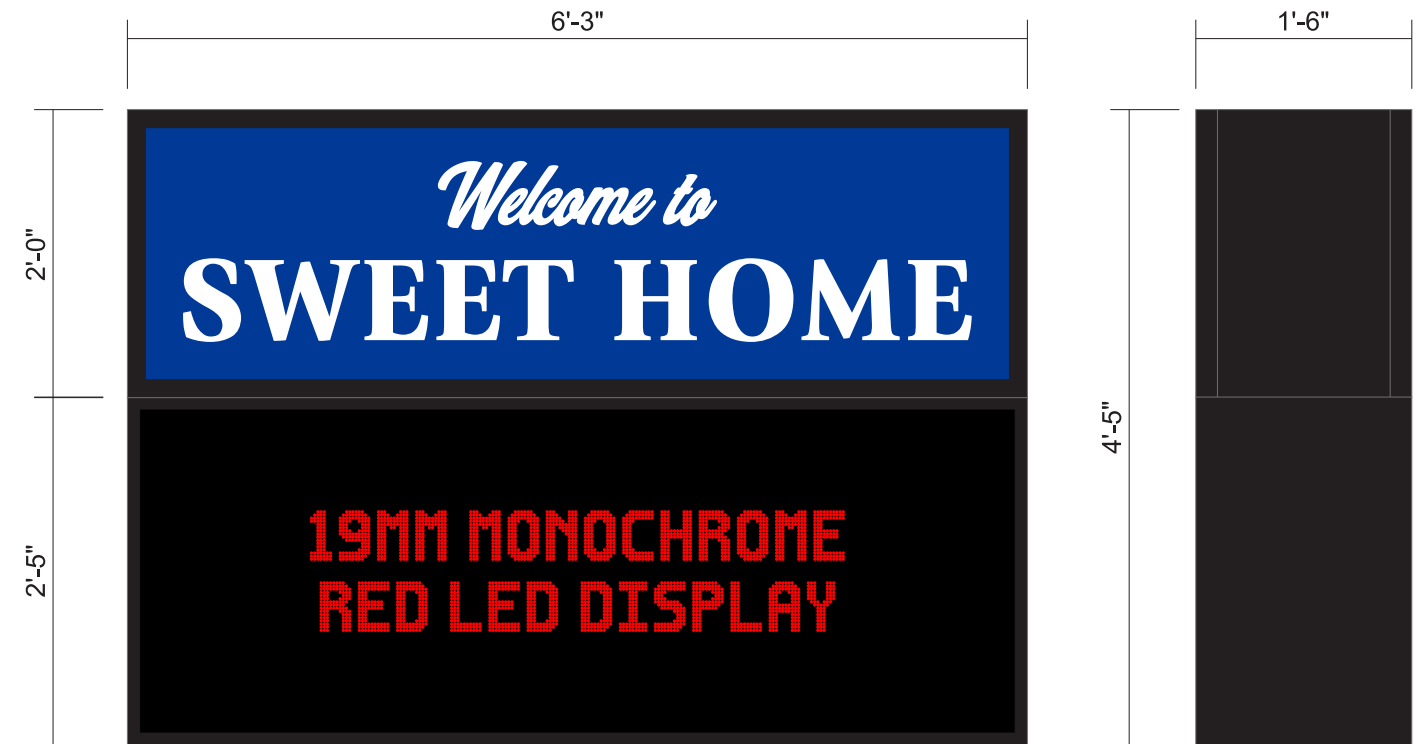 6'-3"
1'-6"
2'-0"
Welcome to
SWEET HOME
4'-5"
2'-5"
19MM MONOCHROME
RED LED DISPLAY